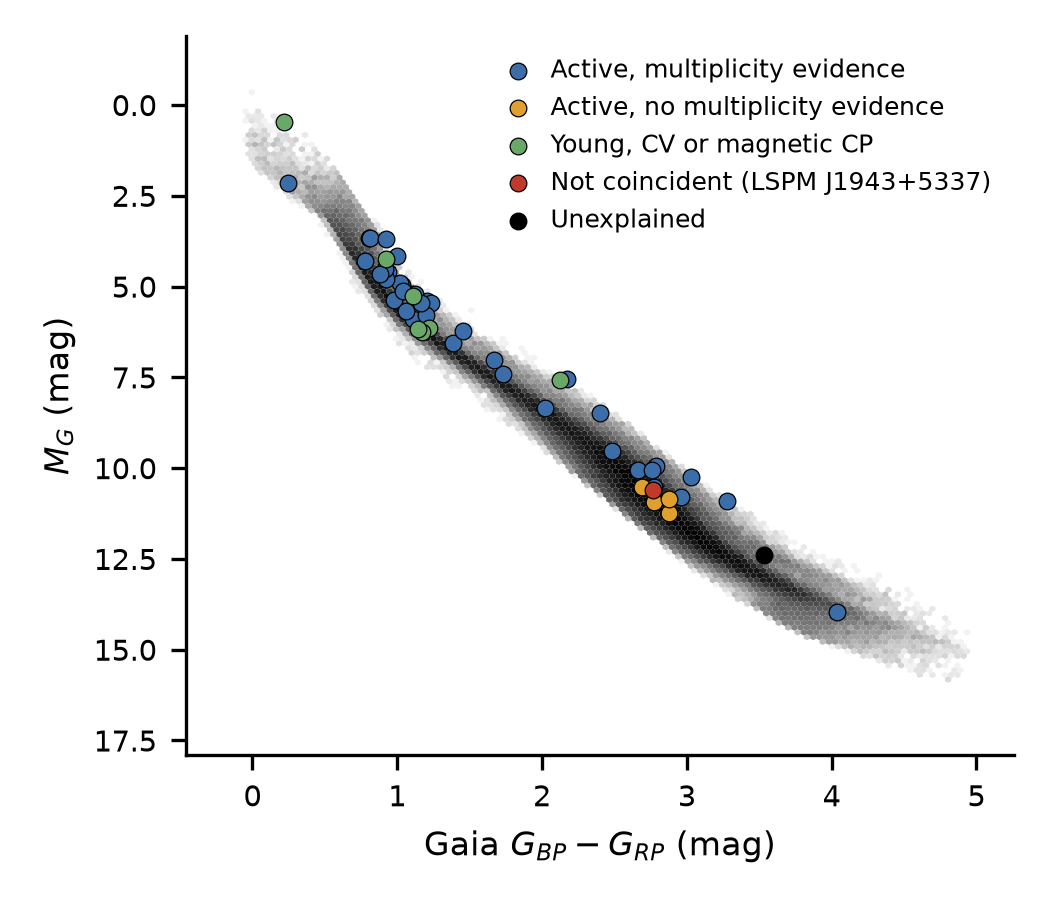 Active, multiplicity evidence
Active, no multiplicity evidence
Young, CV or magnetic CP
Not coincident (LSPM J1943+5337)
Unexplained
0.0
2.5
5.0
7.5
10.0
12.5
15.0
17.5
M_G (mag)
0 1 2 3 4 5
Gaia G_BP − G_RP (mag)